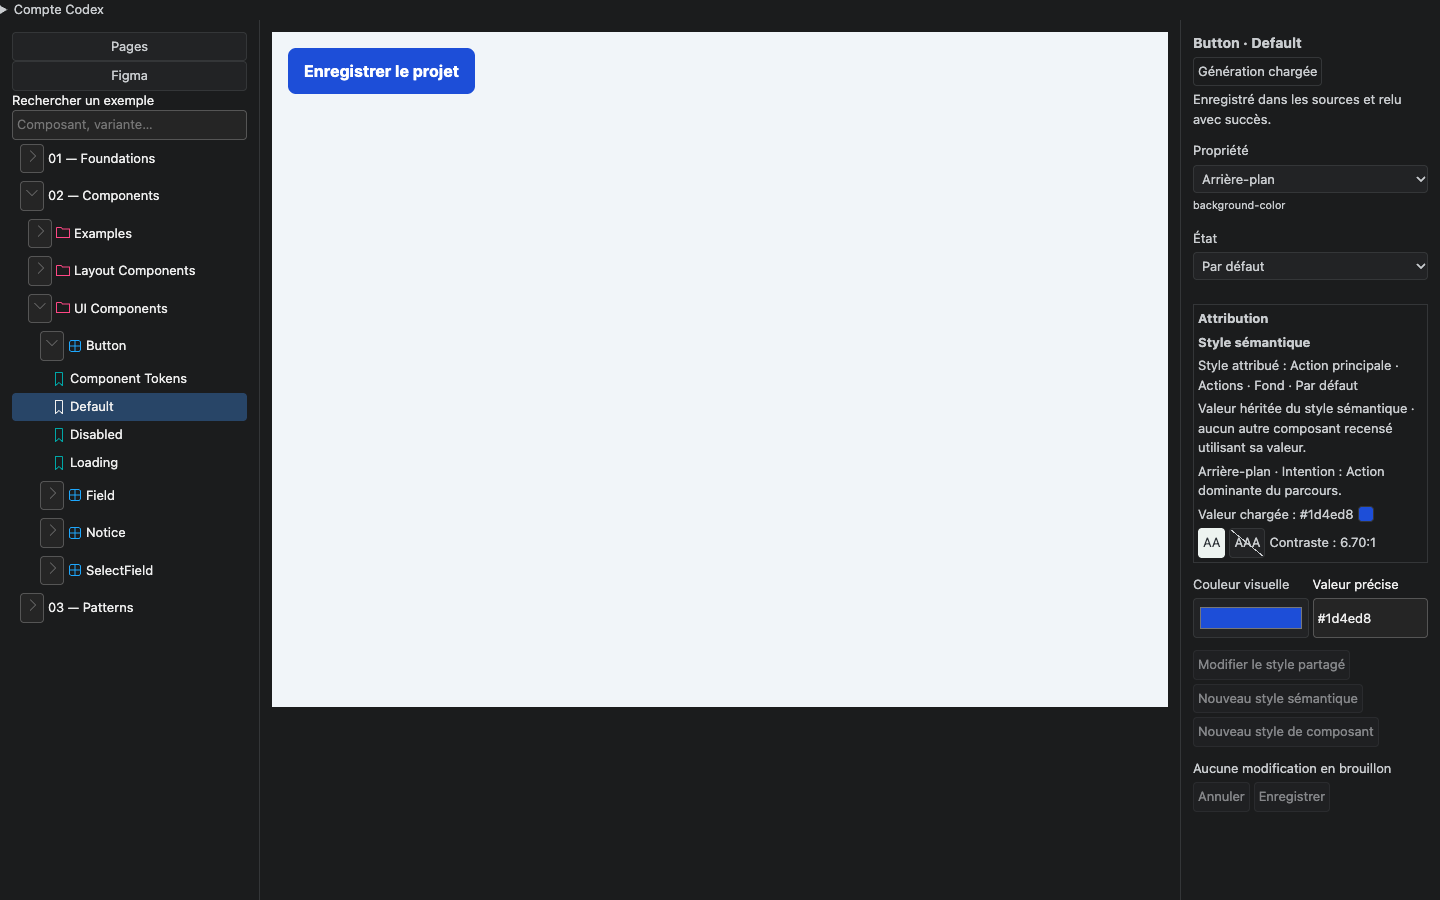 Compte Codex
Pages
Figma
Rechercher un exemple
Composant, variante...
01 — Foundations
02 — Components
Examples
Layout Components
UI Components
Button
Component Tokens
Default
Disabled
Loading
Field
Notice
SelectField
03 — Patterns
Enregistrer le projet
Button · Default
Génération chargée
Enregistré dans les sources et relu
avec succès.
Propriété
Arrière-plan
background-color
État
Par défaut
Attribution
Style sémantique
Style attribué : Action principale ·
Actions · Fond · Par défaut
Valeur héritée du style sémantique ·
aucun autre composant recensé
utilisant sa valeur.
Arrière-plan · Intention : Action
dominante du parcours.
Valeur chargée : #1d4ed8
AA AAA Contraste : 6.70:1
Couleur visuelle Valeur précise
#1d4ed8
Modifier le style partagé
Nouveau style sémantique
Nouveau style de composant
Aucune modification en brouillon
Annuler Enregistrer